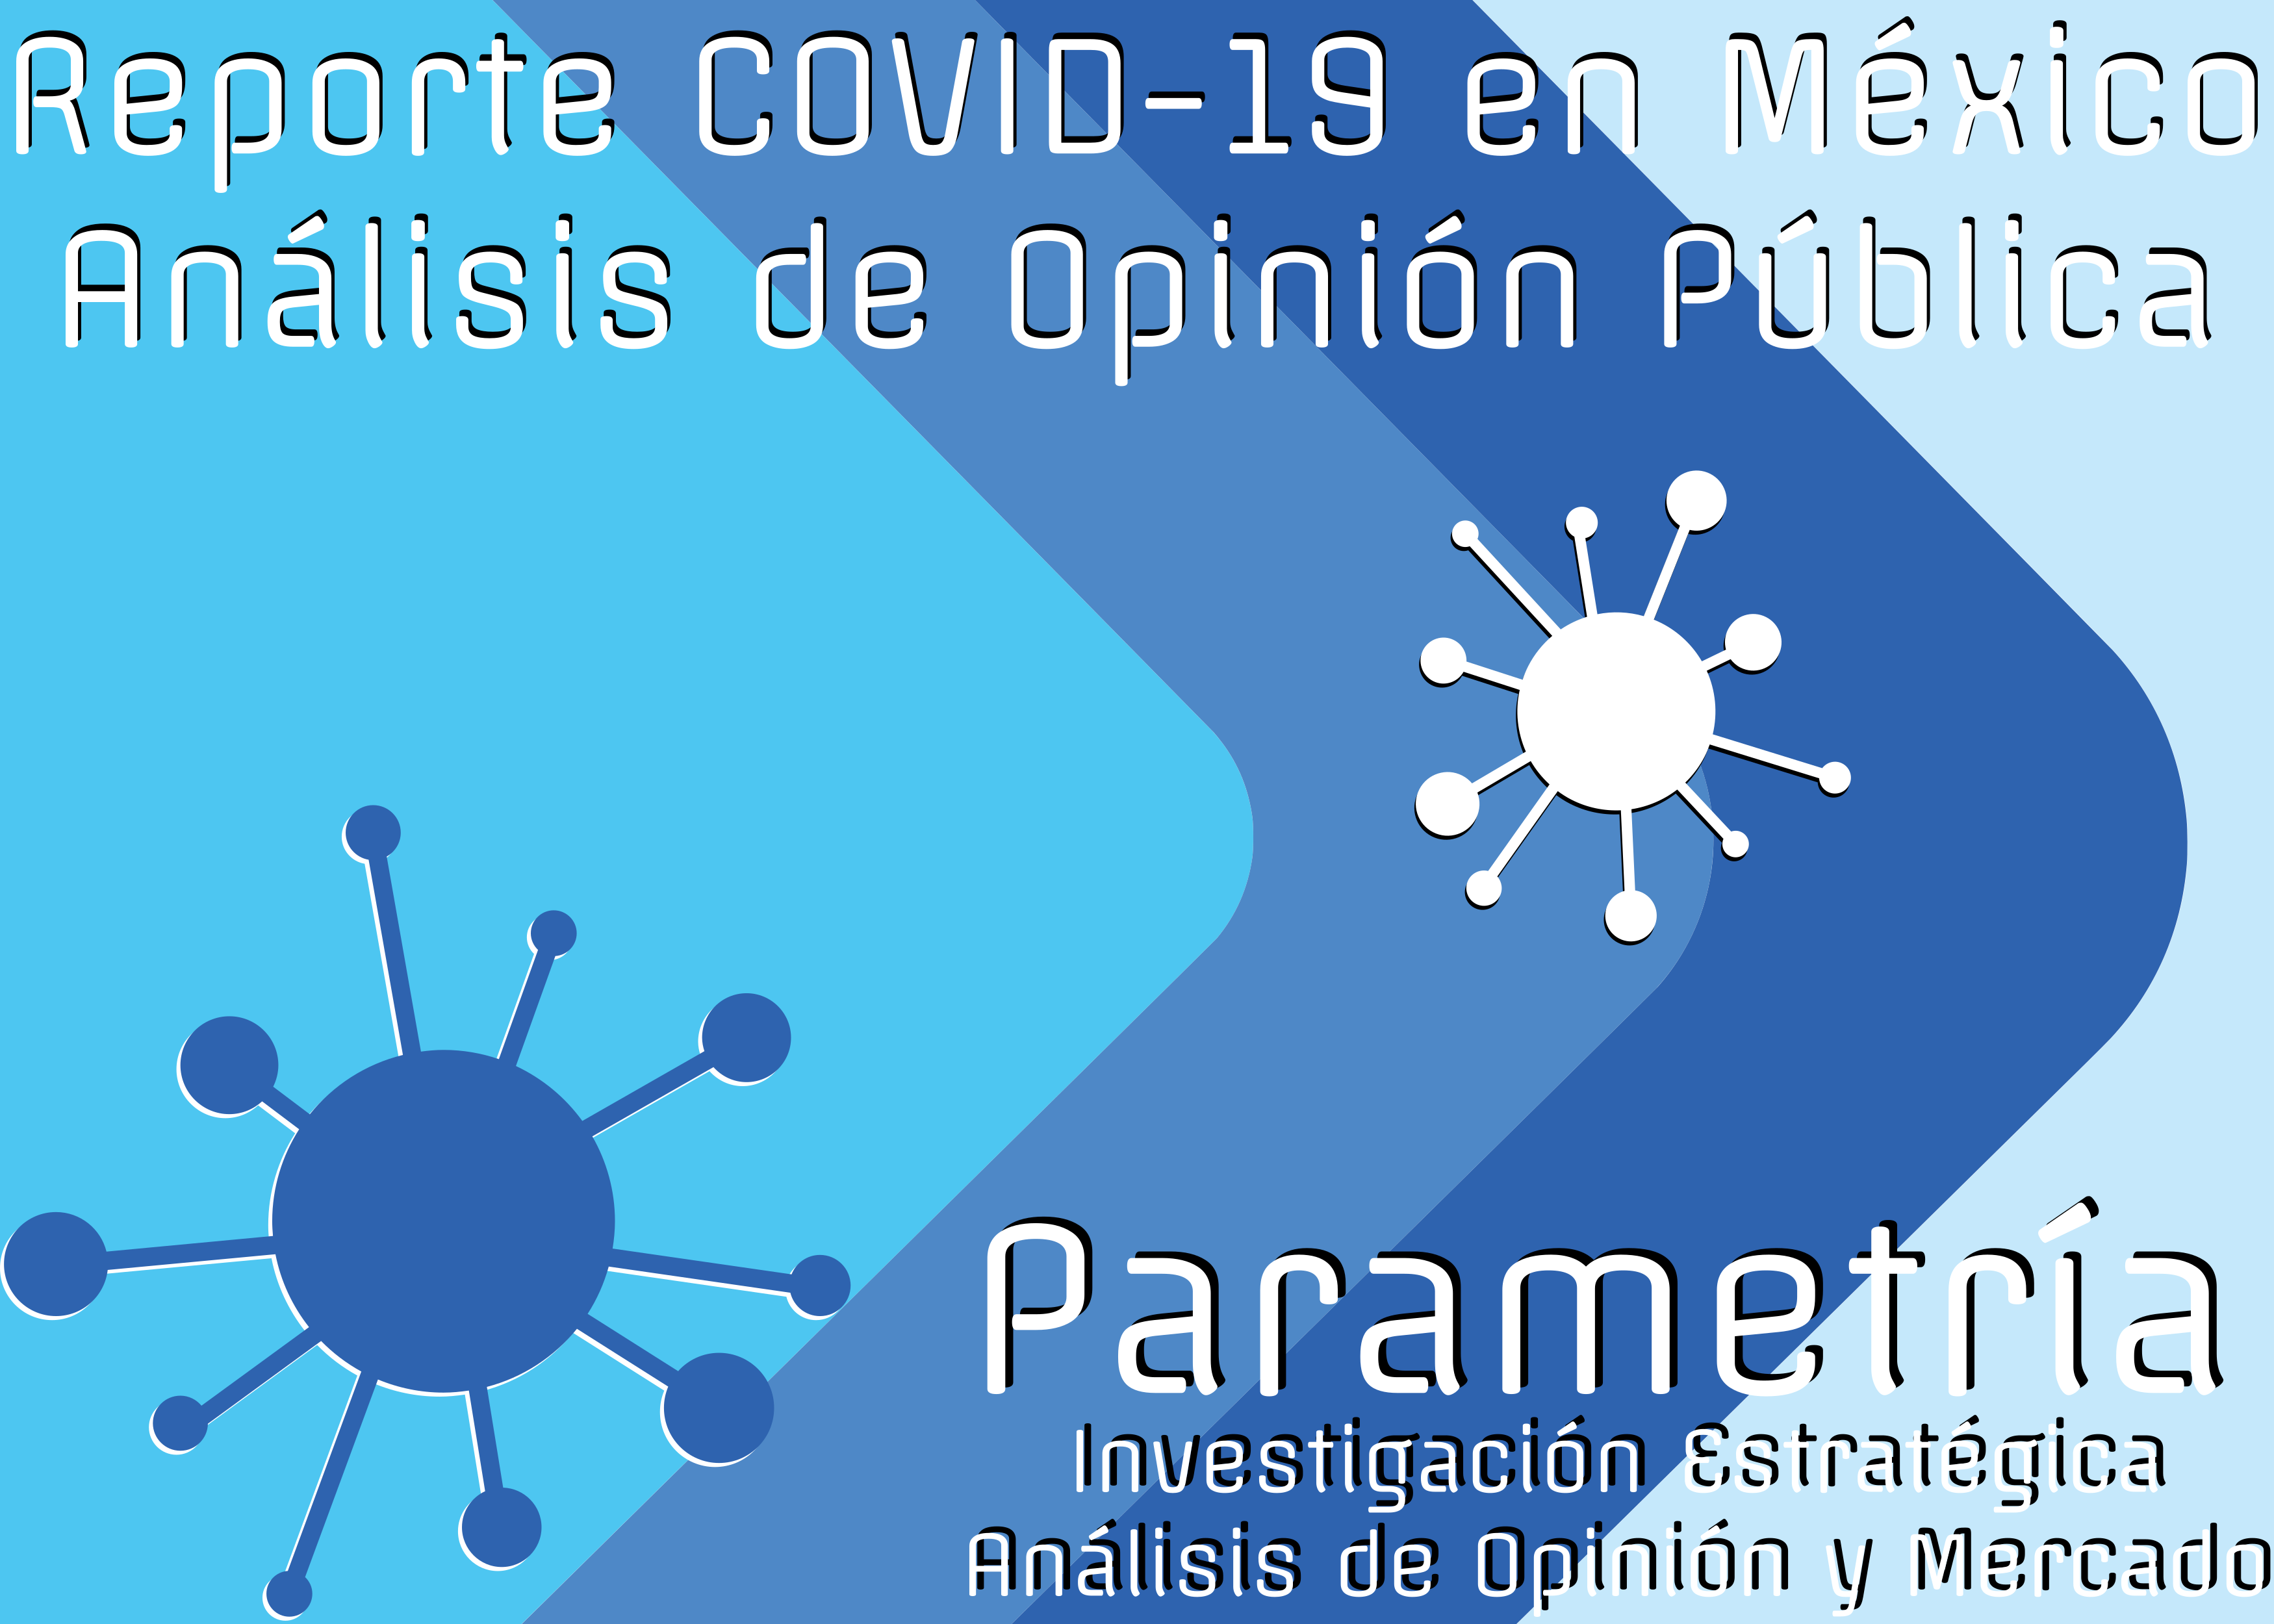 Reporte COVID-19 en México
Análisis de Opinión Pública
Parametría
Investigación Estratégica
Análisis de Opinión y Mercado